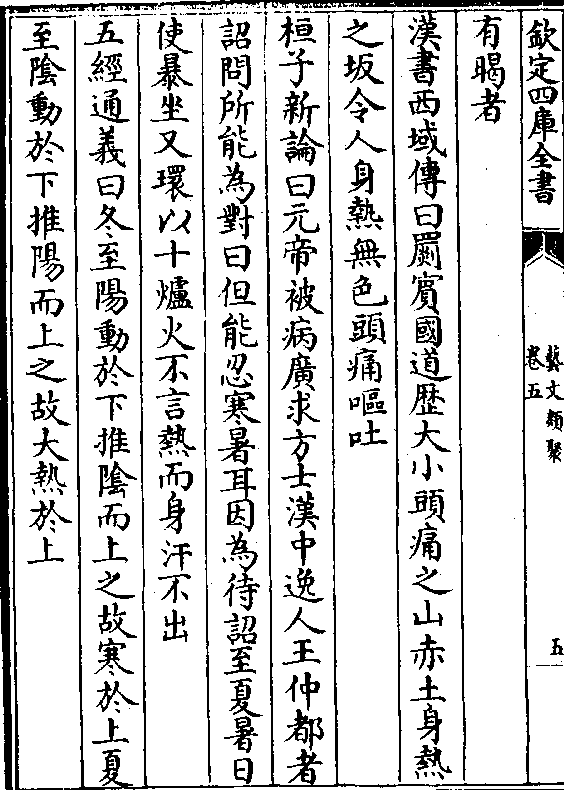 欽定四庫全書
藝文類聚
卷五
五
有暍者
漢書西域傳曰罽賓國道歴大小頭痛之山赤土身熱
之坂令人身熱無色頭痛嘔吐
桓子新論曰元帝被病廣求方士漢中逸人王仲都者
詔問所能為對曰但能忍寒暑耳因為待詔至夏暑日
使暴坐又環以十爐火不言熱而身汗不出
五經通義曰冬至陽動於下推陰而上之故寒於上夏
至陰動於下推陽而上之故大熱於上